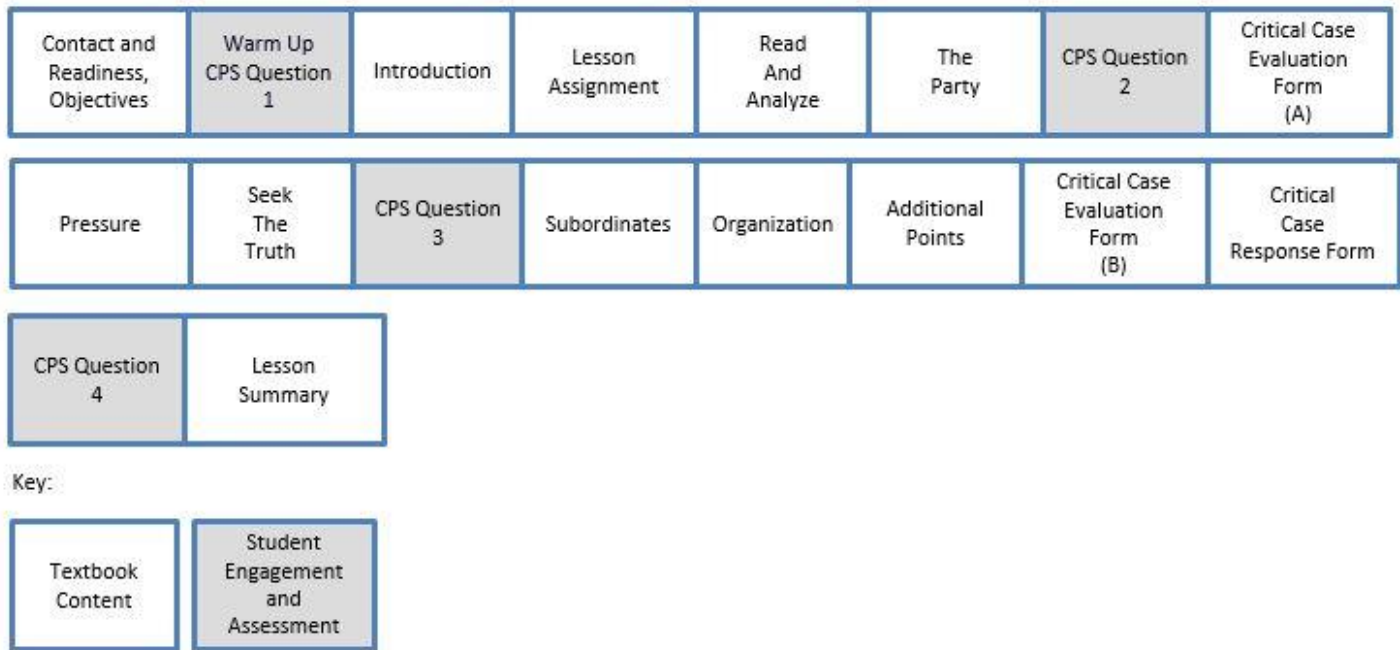 Contact and
Readiness,
Objectives
Warm Up
CPS Question
1
Introduction
Lesson
Assignment
Read
And
Analyze
The
Party
CPS Question
2
Critical Case
Evaluation
Form
(A)
Pressure
Seek
The
Truth
CPS Question
3
Subordinates
Organization
Additional
Points
Critical Case
Evaluation
Form
(B)
Critical
Case
Response Form
CPS Question
4
Lesson
Summary
Key:
Textbook
Content
Student
Engagement
and
Assessment